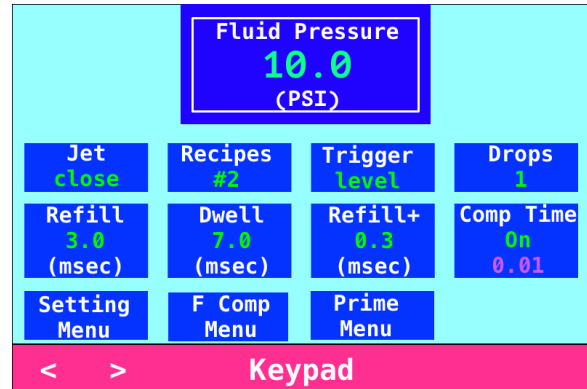 Fluid Pressure
10.0
(PSI)
Jet
close
Recipes
#2
Trigger
level
Drops
1
Refill
3.0
(msec)
Dwell
7.0
(msec)
Refill+
0.3
(msec)
Comp Time
On
0.01
Setting
Menu
F Comp
Menu
Prime
Menu
< > Keypad